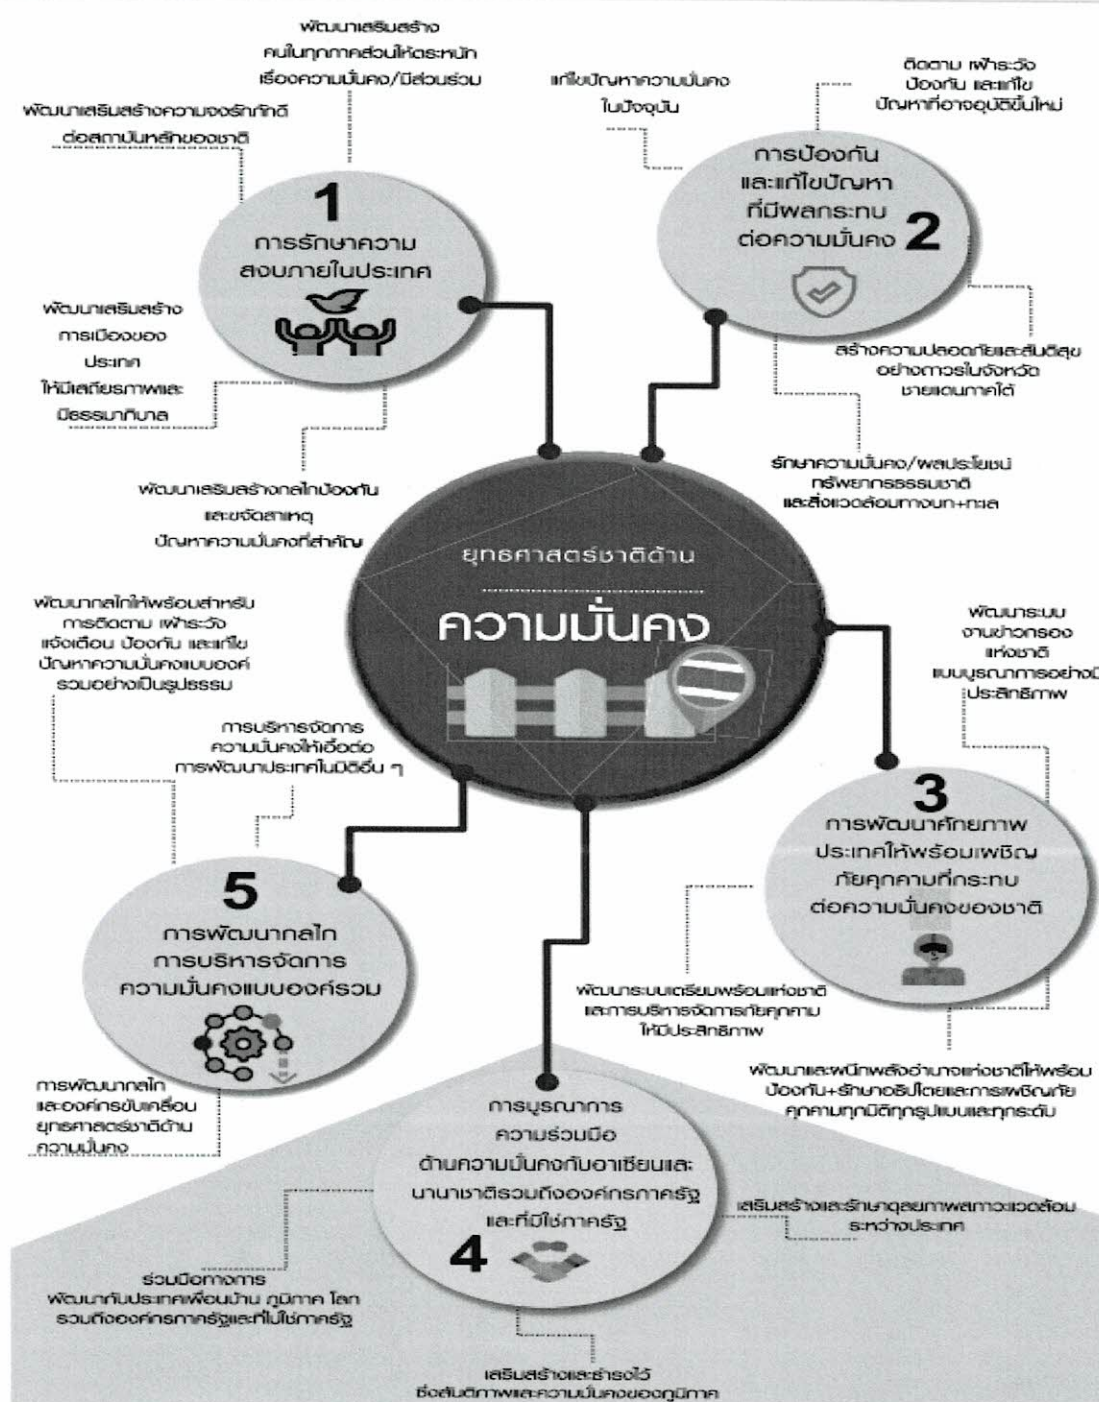 พัฒนาเสริมสร้าง
คนในทุกภาคส่วนให้ตระหนัก
เรื่องความมั่นคง/มีส่วนร่วม
พัฒนาเสริมสร้างความจงรักภักดี
ต่อสถาบันหลักของชาติ
1
การรักษาความ
สงบภายในประเทศ
พัฒนาเสริมสร้าง
การเมืองของ
ประเทศ
ให้มีเสถียรภาพและ
มีธรรมาภิบาล
พัฒนาเสริมสร้างกลไกป้องกัน
และขจัดสาเหตุ
ปัญหาความมั่นคงที่สำคัญ
แก้ไขปัญหาความมั่นคง
ในปัจจุบัน
ติดตาม เฝ้าระวัง
ป้องกัน และแก้ไข
ปัญหาที่อาจอุบัติขึ้นใหม่
การป้องกัน
และแก้ไขปัญหา
ที่มีผลกระทบ
ต่อความมั่นคง 2
สร้างความปลอดภัยและสันติสุข
อย่างถาวรในจังหวัด
ชายแดนภาคใต้
รักษาความมั่นคง/ผลประโยชน์
ทรัพยากรธรรมชาติ
และสิ่งแวดล้อมทางบก+ทะเล
ยุทธศาสตร์ชาติด้าน
ความมั่นคง
พัฒนาระบบ
งานข่าวกรอง
แห่งชาติ
แบบบูรณาการอย่างมี
ประสิทธิภาพ
3
การพัฒนาศักยภาพ
ประเทศให้พร้อมเผชิญ
ภัยคุกคามที่กระทบ
ต่อความมั่นคงของชาติ
พัฒนาระบบเตรียมพร้อมแห่งชาติ
และการบริหารจัดการภัยคุกคาม
ให้มีประสิทธิภาพ
พัฒนาและผนึกพลังอำนาจแห่งชาติให้พร้อม
ป้องกัน+รักษาอธิปไตยและการเผชิญภัย
คุกคามทุกมิติทุกรูปแบบและทุกระดับ
พัฒนากลไกให้พร้อมสำหรับ
การติดตาม เฝ้าระวัง
แจ้งเตือน ป้องกัน และแก้ไข
ปัญหาความมั่นคงแบบองค์
รวมอย่างเป็นรูปธรรม
การบริหารจัดการ
ความมั่นคงให้เอื้อต่อ
การพัฒนาประเทศในมิติอื่น ๆ
5
การพัฒนากลไก
การบริหารจัดการ
ความมั่นคงแบบองค์รวม
การพัฒนากลไก
และองค์กรขับเคลื่อน
ยุทธศาสตร์ชาติด้าน
ความมั่นคง
การบูรณาการ
ความร่วมมือ
ด้านความมั่นคงกับอาเซียนและ
นานาชาติรวมถึงองค์กรภาครัฐ
และที่มิใช่ภาครัฐ
4
เสริมสร้างและรักษาดุลยภาพสภาวะแวดล้อม
ระหว่างประเทศ
ร่วมมือทางการ
พัฒนากับประเทศเพื่อนบ้าน ภูมิภาค โลก
รวมถึงองค์กรภาครัฐและที่ไม่ใช่ภาครัฐ
เสริมสร้างและธำรงไว้
ซึ่งสันติภาพและความมั่นคงของภูมิภาค